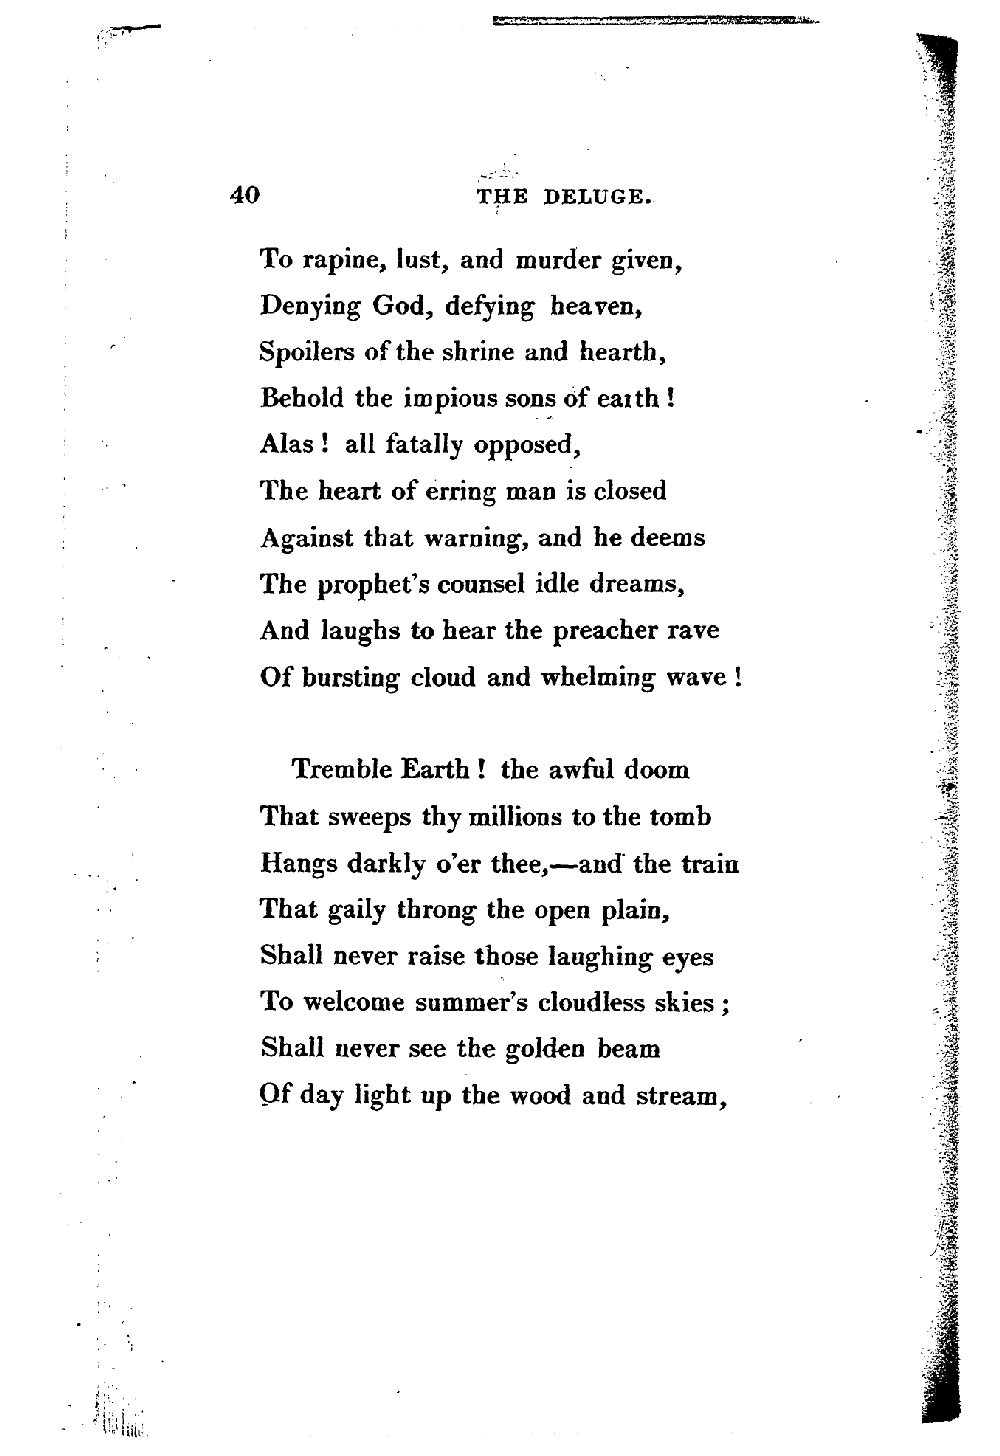 40 THE DELUGE.
To rapine, lust, and murder given,
Denying God, defying heaven,
Spoilers of the shrine and hearth,
Behold the impious sons of earth !
Alas ! all fatally opposed,
The heart of erring man is closed
Against that warning, and he deems
The prophet's counsel idle dreams,
And laughs to hear the preacher rave
Of bursting cloud and whelming wave !
Tremble Earth ! the awful doom
That sweeps thy millions to the tomb
Hangs darkly o'er thee,—and the train
That gaily throng the open plain,
Shall never raise those laughing eyes
To welcome summer's cloudless skies ;
Shall never see the golden beam
Of day light up the wood and stream,